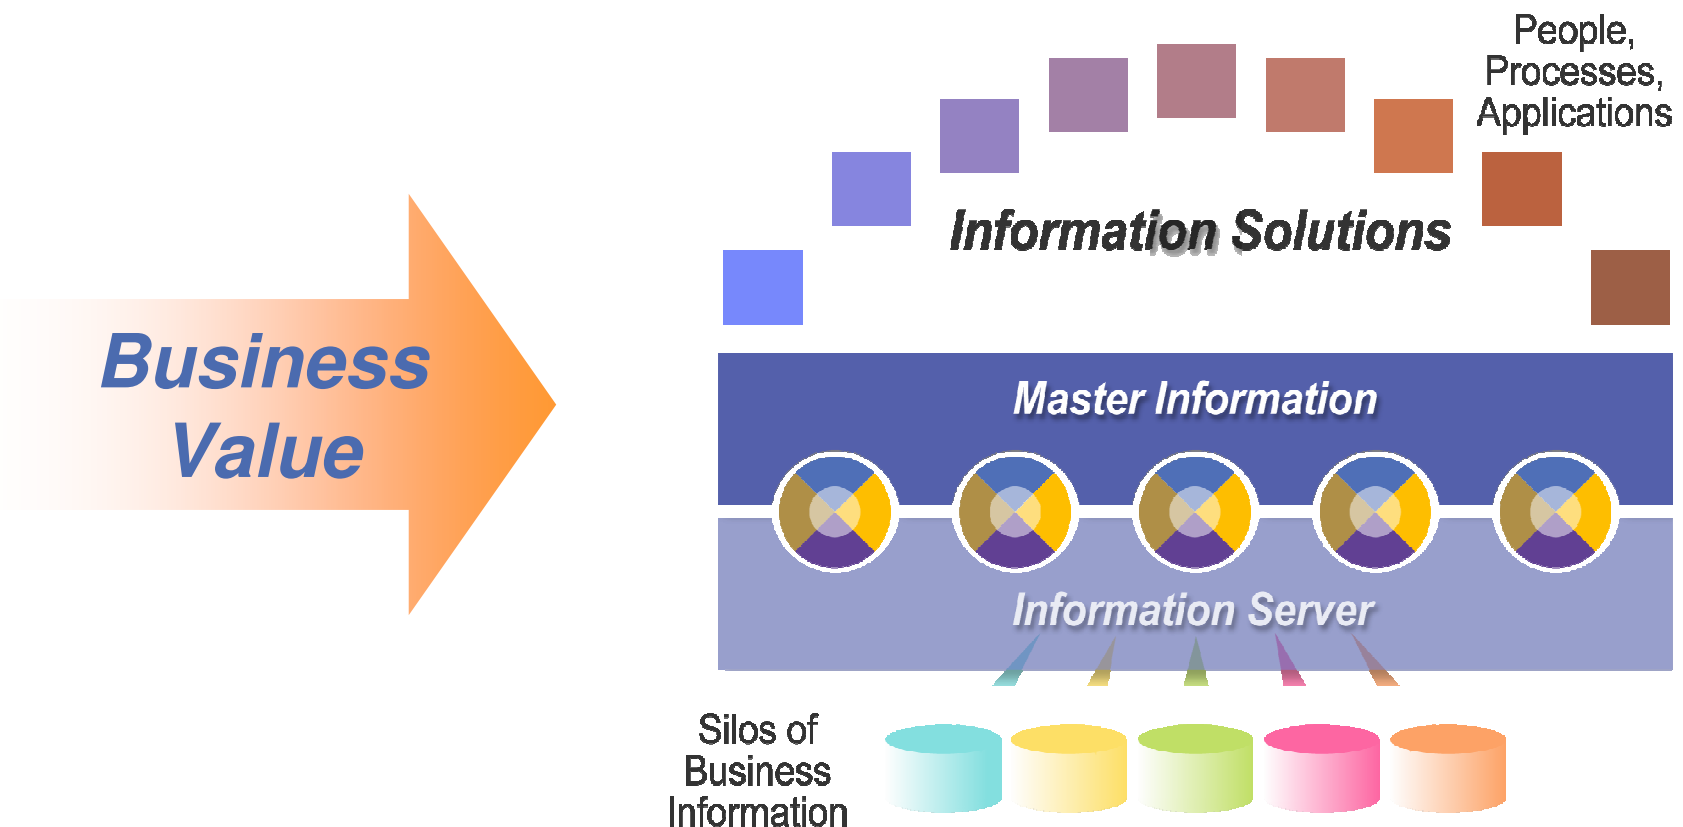 People,
Processes,
Applications
Information Solutions
Business
Value
Master Information
Information Server
Silos of
Business
Information